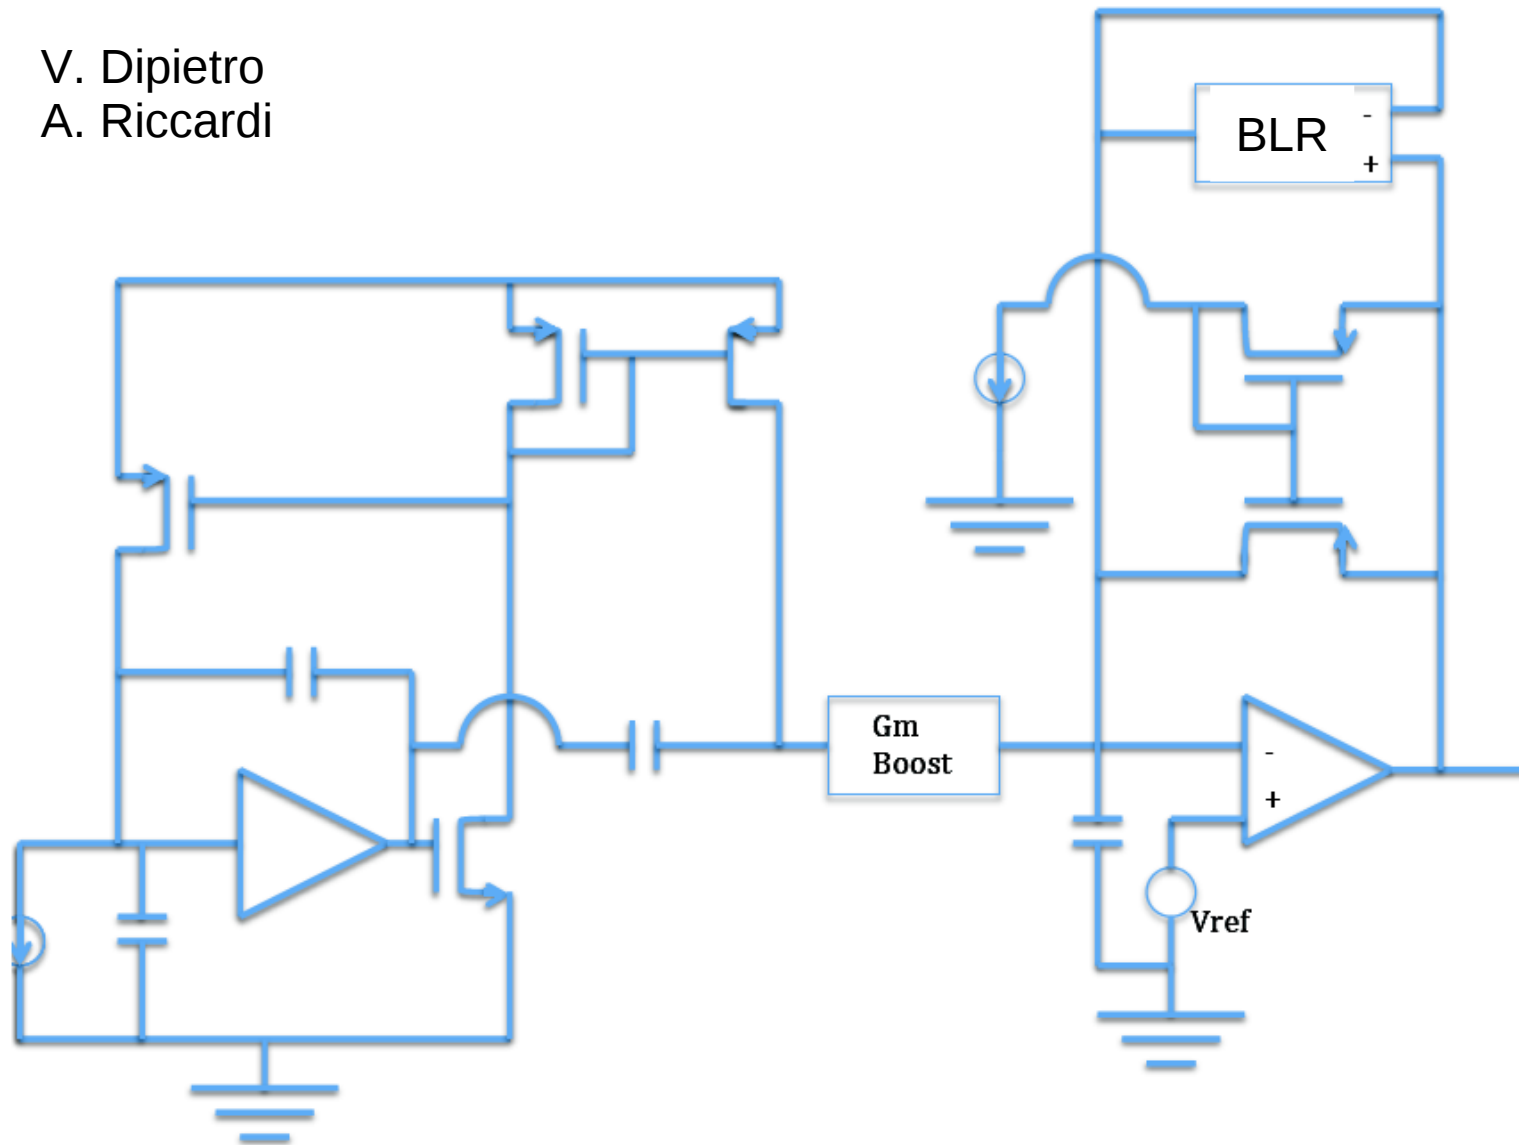 V. Dipietro
A. Riccardi
BLR
-
+
Gm
Boost
-
+
Vref